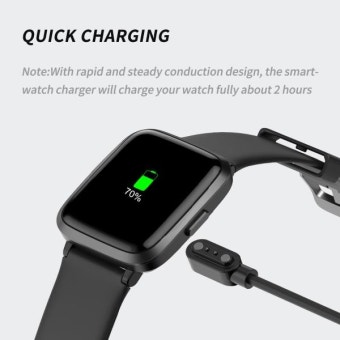 QUICK CHARGING
Note:With rapid and steady conduction design, the smart-
watch charger will charge your watch fully about 2 hours
70%